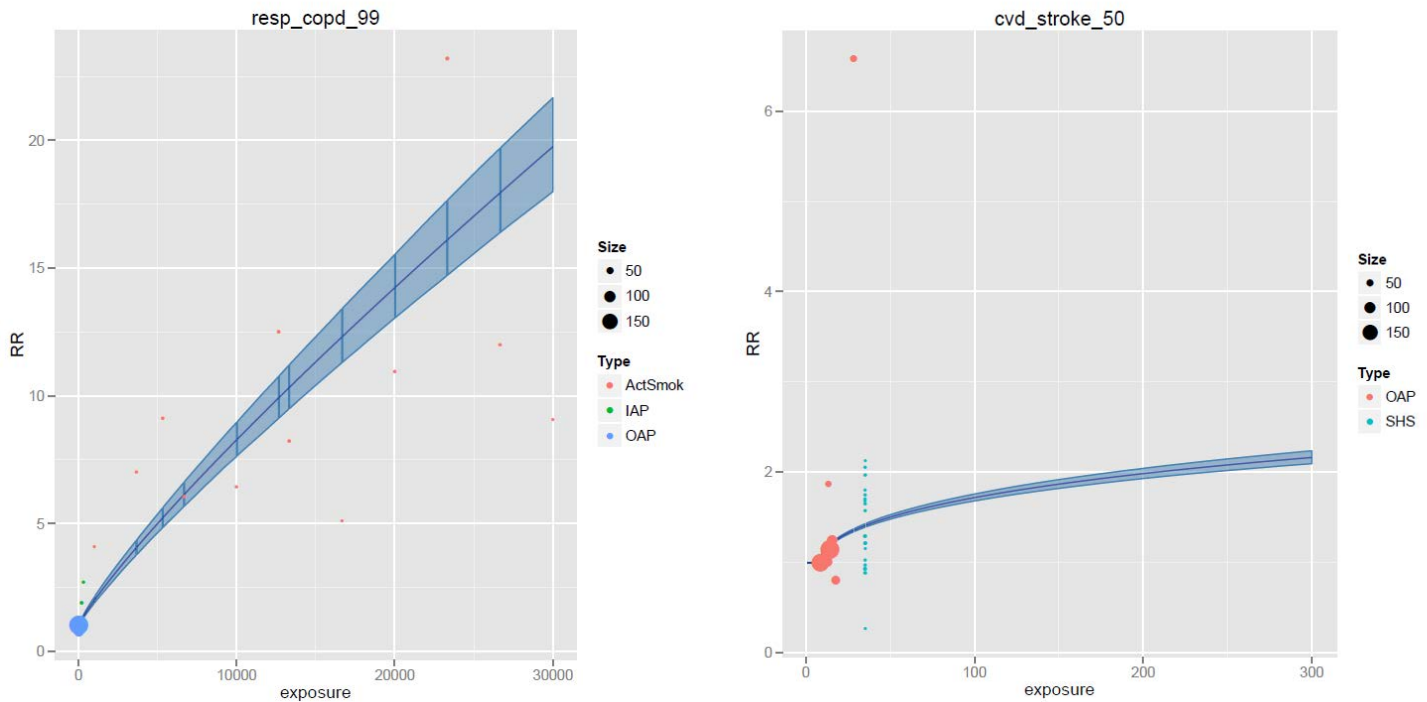 resp_copd_99
RR
20
15
10
5
0
0 10000 20000 30000
exposure
Size
50
100
150
Type
ActSmok
IAP
OAP
cvd_stroke_50
RR
6
4
2
0
0 100 200 300
exposure
Size
50
100
150
Type
OAP
SHS